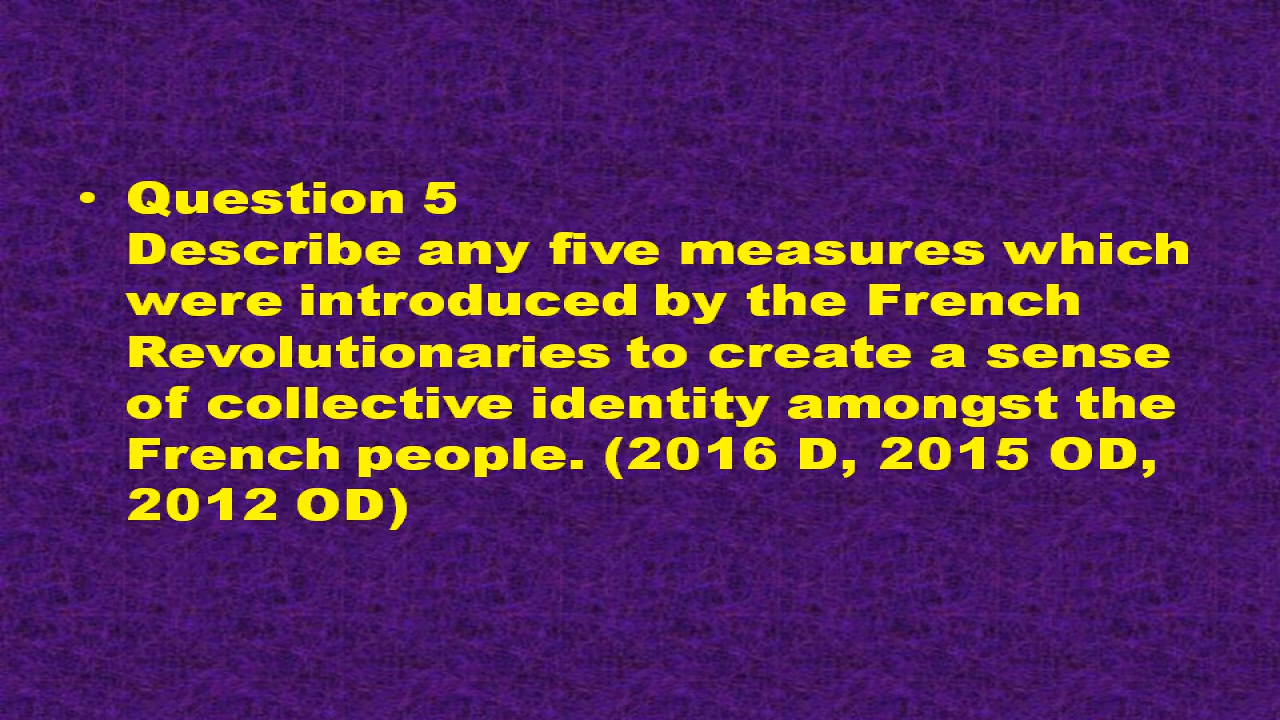 • Question 5
Describe any five measures which
were introduced by the French
Revolutionaries to create a sense
of collective identity amongst the
French people. (2016 D, 2015 OD,
2012 OD)